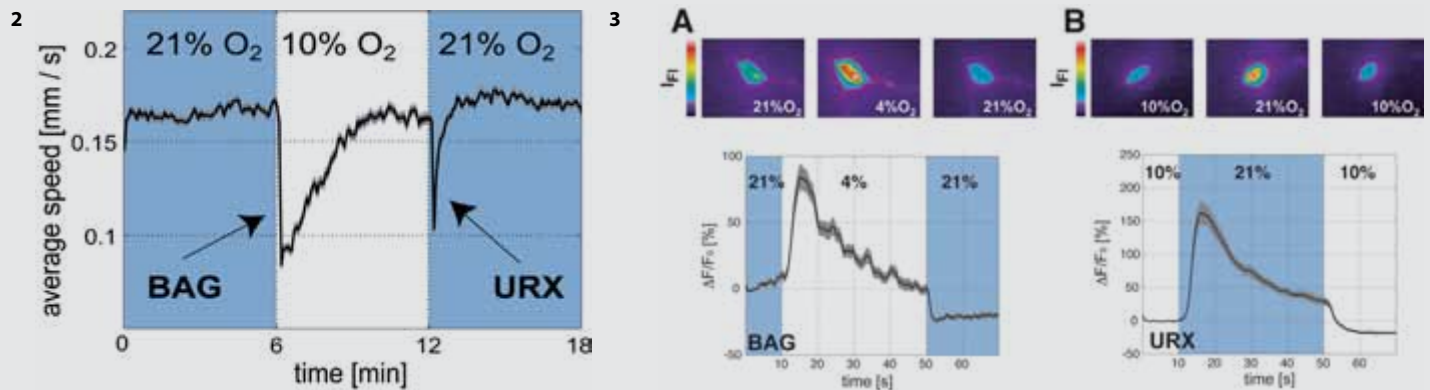 2
21% O2 10% O2 21% O2
average speed [mm / s]
0.2
0.15
0.1
BAG
URX
0 6 12 18
time [min]
3
A
IFI
21%O2
4%O2
21%O2
100
50
0
-50
21%
4%
21%
ΔF/F0 [%]
BAG
10 20 30 40 50 60
time [s]
B
IFI
10%O2
21%O2
10%O2
250
200
150
100
50
0
-50
10%
21%
10%
ΔF/F0 [%]
URX
10 20 30 40 50 60
time [s]